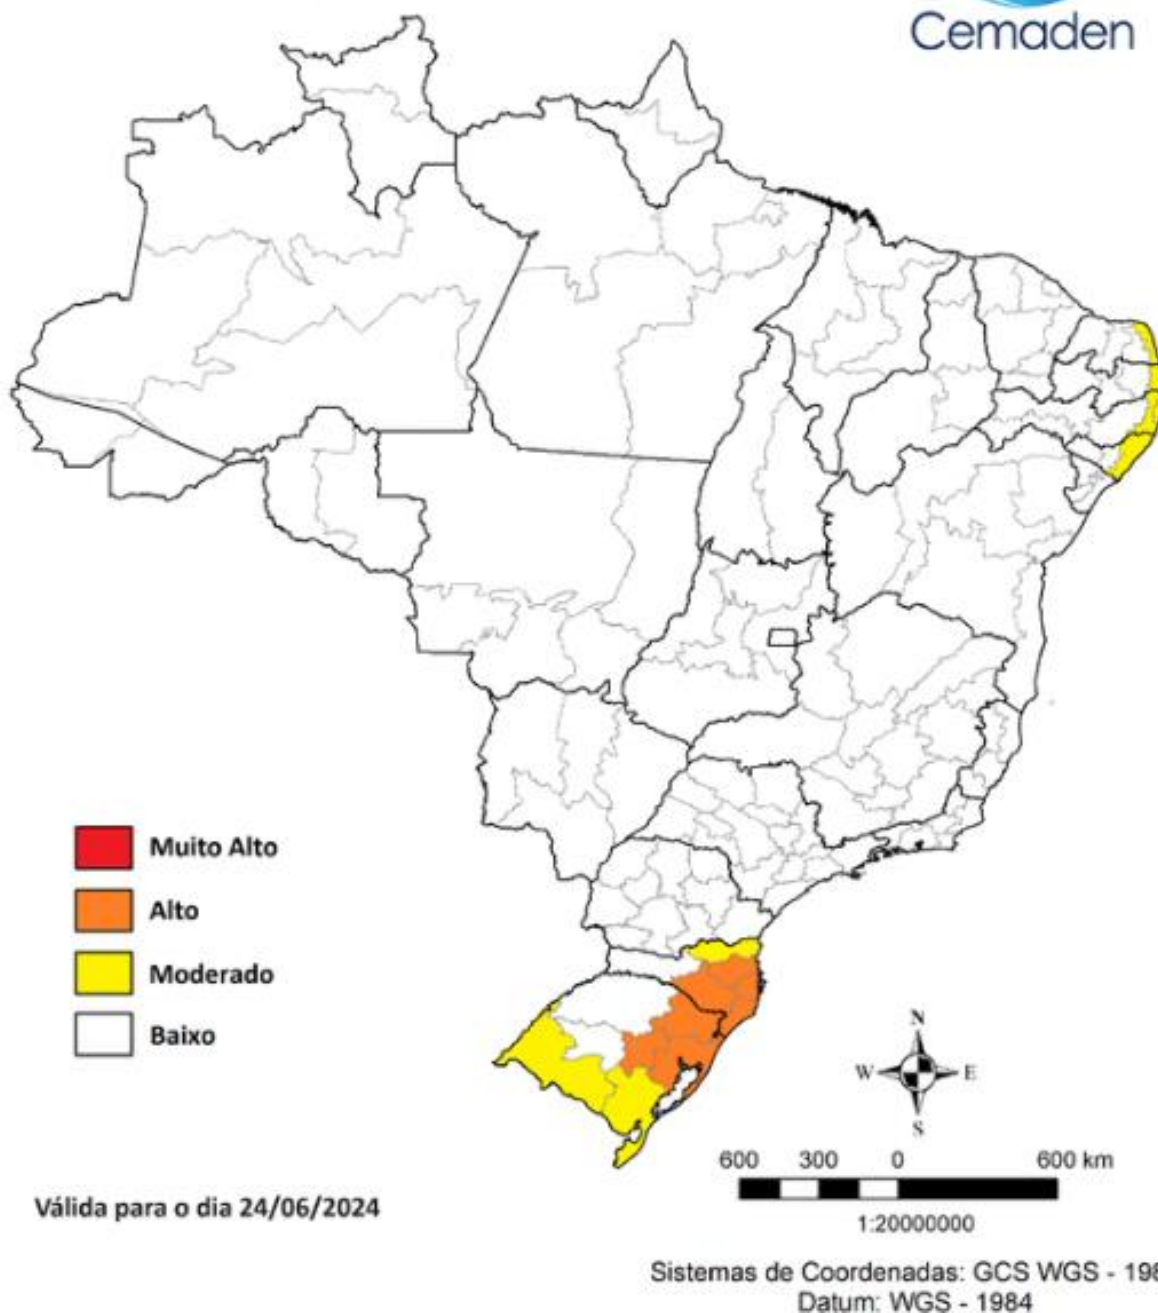 Cemaden
Muito Alto
Alto
Moderado
Baixo
N
W E
S
600 300 0 600 km
1:20000000
Válida para o dia 24/06/2024
Sistemas de Coordenadas: GCS WGS - 198
Datum: WGS - 1984